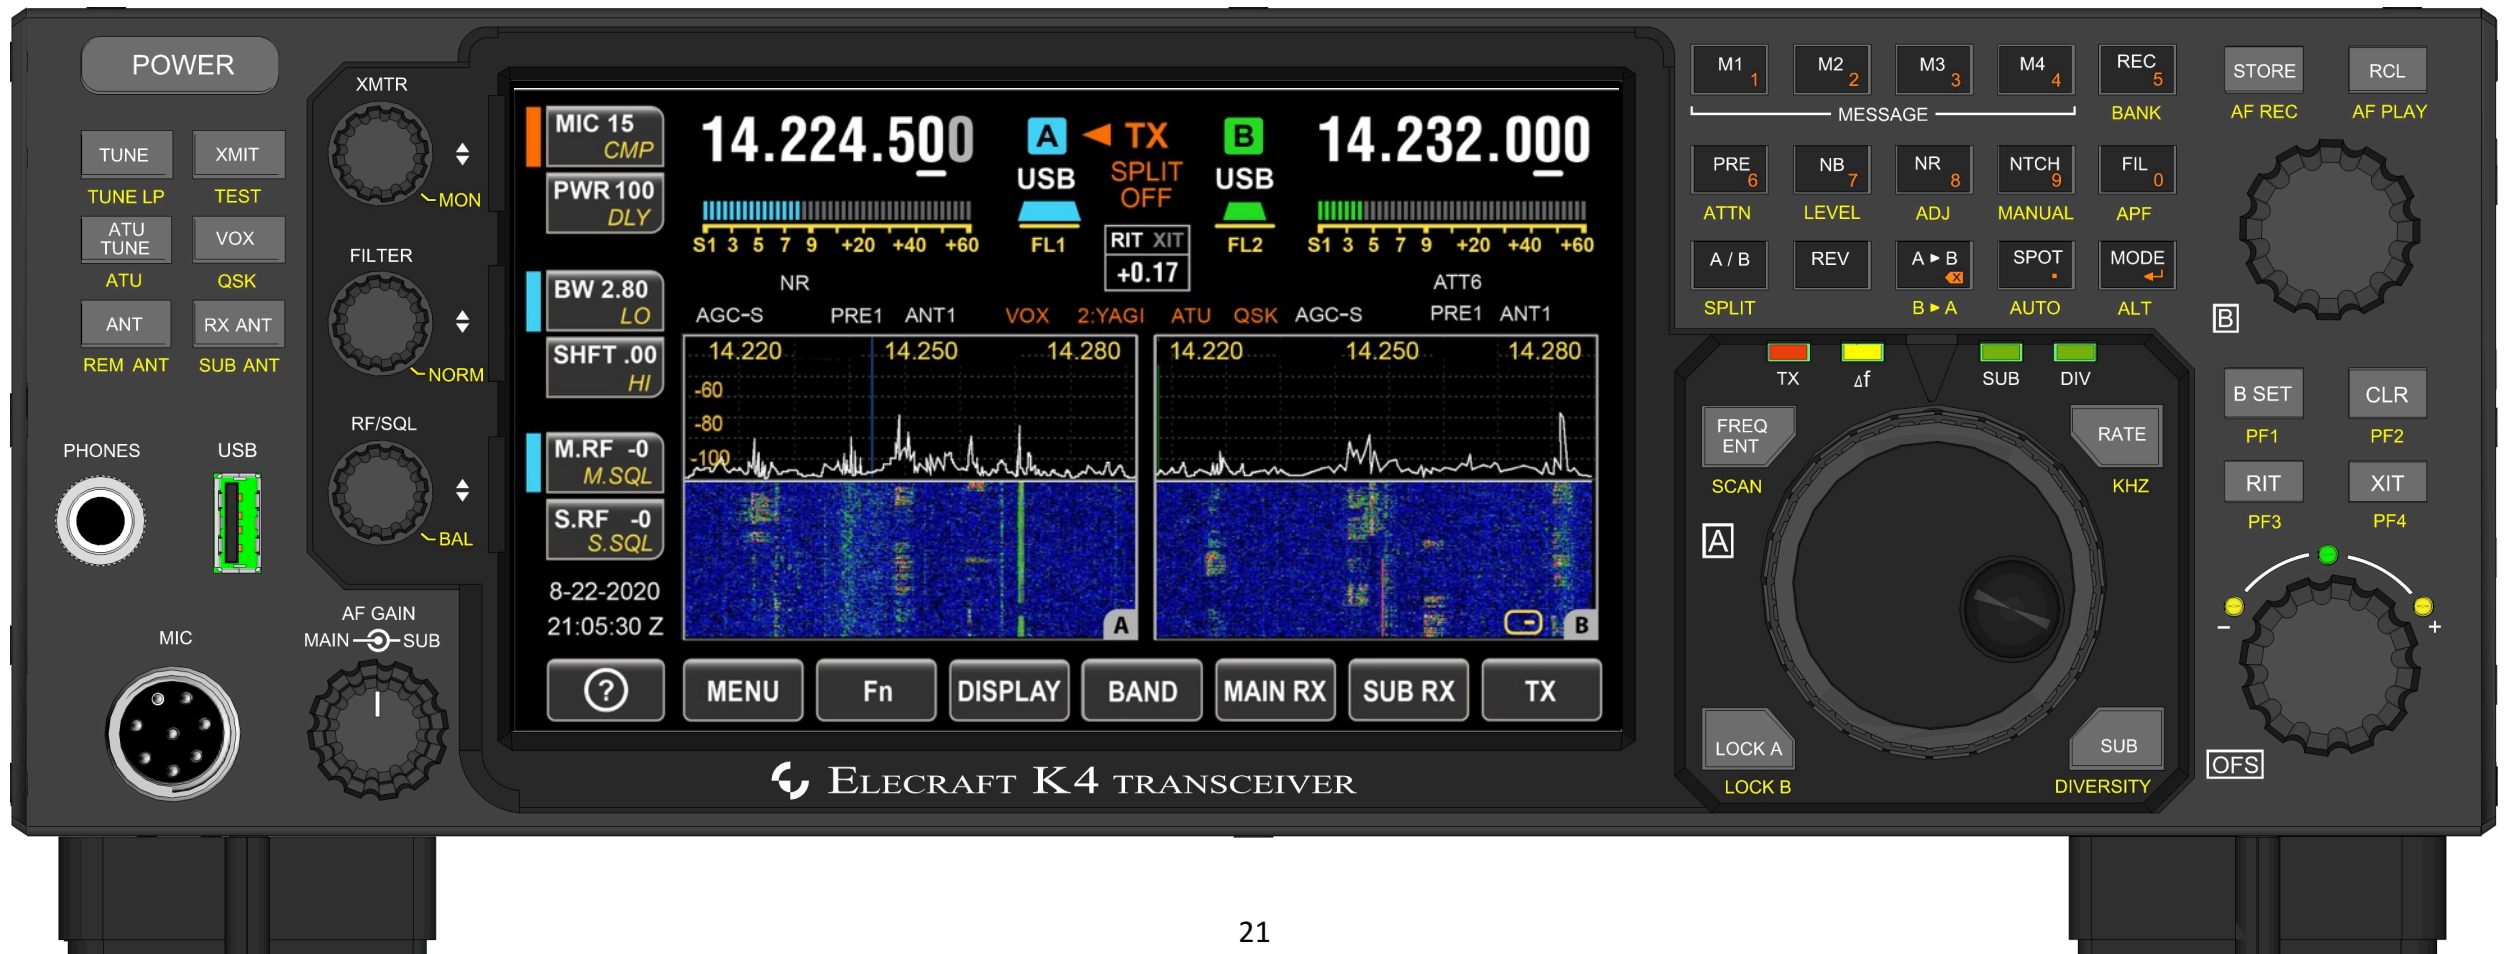 POWER
TUNE XMIT
TUNE LP TEST
ATU TUNE VOX
ATU QSK
ANT RX ANT
REM ANT SUB ANT
PHONES USB
MIC
XMTR
MON
FILTER
NORM
RF/SQL
BAL
AF GAIN
MAIN SUB
MIC 15
CMP
PWR 100
DLY
BW 2.80
LO
SHFT .00
HI
M.RF -0
M.SQL
S.RF -0
S.SQL
8-22-2020
21:05:30 Z
14.224.500 A TX B 14.232.000
USB SPLIT OFF USB
S1 3 5 7 9 +20 +40 +60 FL1 RIT XIT FL2 S1 3 5 7 9 +20 +40 +60
+0.17
NR ATT6
AGC-S PRE1 ANT1 VOX 2:YAGI ATU QSK AGC-S PRE1 ANT1
14.220 14.250 14.280 14.220 14.250 14.280
-60
-80
-100
A B
? MENU Fn DISPLAY BAND MAIN RX SUB RX TX
ELECRAFT K4 TRANSCEIVER
M1 1 M2 2 M3 3 M4 4 REC 5
MESSAGE BANK
PRE 6 NB 7 NR 8 NTCH 9 FIL 0
ATTN LEVEL ADJ MANUAL APF
A / B REV A ▸ B SPOT . MODE
SPLIT B ▸ A AUTO ALT
STORE RCL
AF REC AF PLAY
B
TX Δf SUB DIV
FREQ ENT RATE
SCAN KHZ
A
LOCK A SUB
LOCK B DIVERSITY
B SET CLR
PF1 PF2
RIT XIT
PF3 PF4
- +
OFS
21